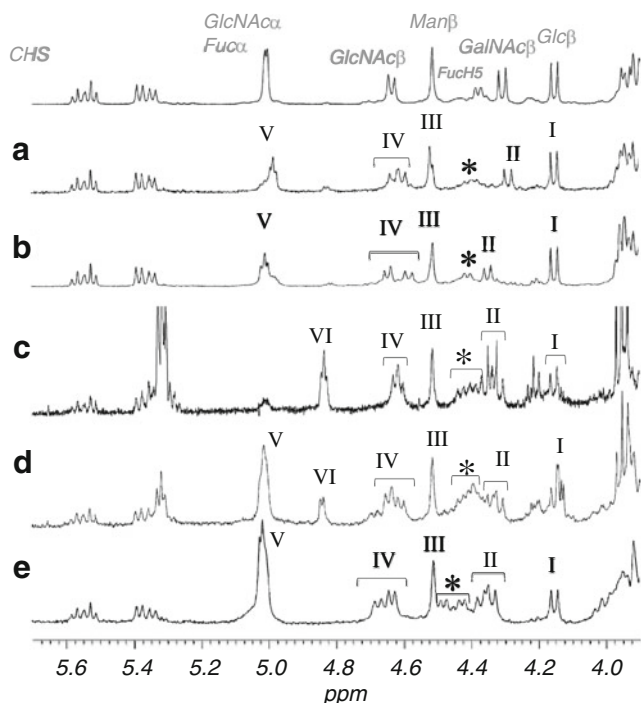 GlcNAcα Manβ
Fucα GlcNAcβ GalNAcβ Glcβ
CHS FucH5
a V IV III * II I
b V IV III * II I
c VI IV III * II I
d V VI IV III * II I
e V IV III * II I
5.6 5.4 5.2 5.0 4.8 4.6 4.4 4.2 4.0
ppm